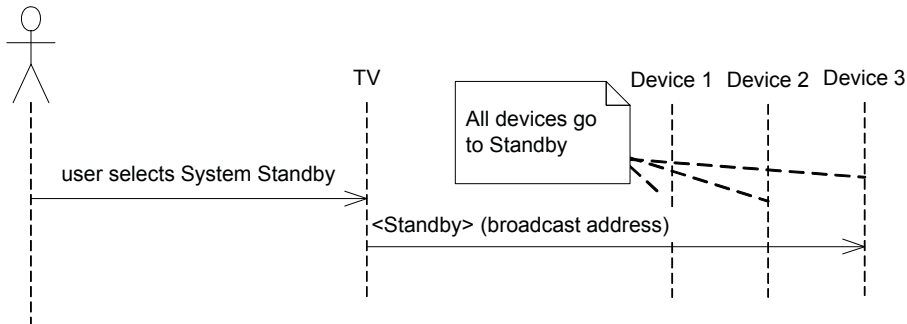 TV
Device 1
Device 2
Device 3
All devices go
to Standby
user selects System Standby
<Standby> (broadcast address)